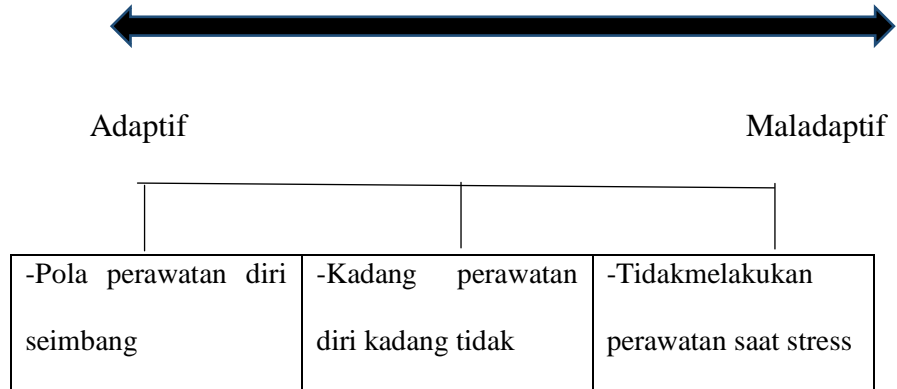 Adaptif Maladaptif
-Pola perawatan diri
seimbang
-Kadang perawatan
diri kadang tidak
-Tidakmelakukan
perawatan saat stress